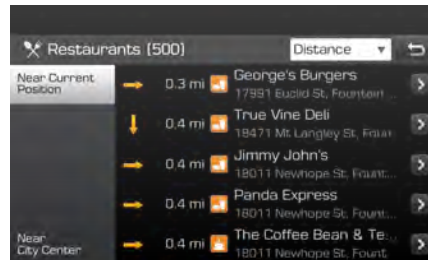 Restaurants (500)
Distance
Near Current
Position
0.3 mi George's Burgers
17991 Euclid St, Fountain ...
0.4 mi True Vine Deli
18471 Mt Langley St, Foun
0.4 mi Jimmy John's
18011 Newhope St, Fount...
0.4 mi Panda Express
18011 Newhope St, Fount...
Near
City Center
0.4 mi The Coffee Bean & Te...
18011 Newhope St, Fount